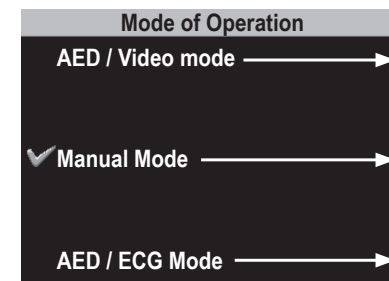 Mode of Operation
AED / Video mode
Manual Mode
AED / ECG Mode